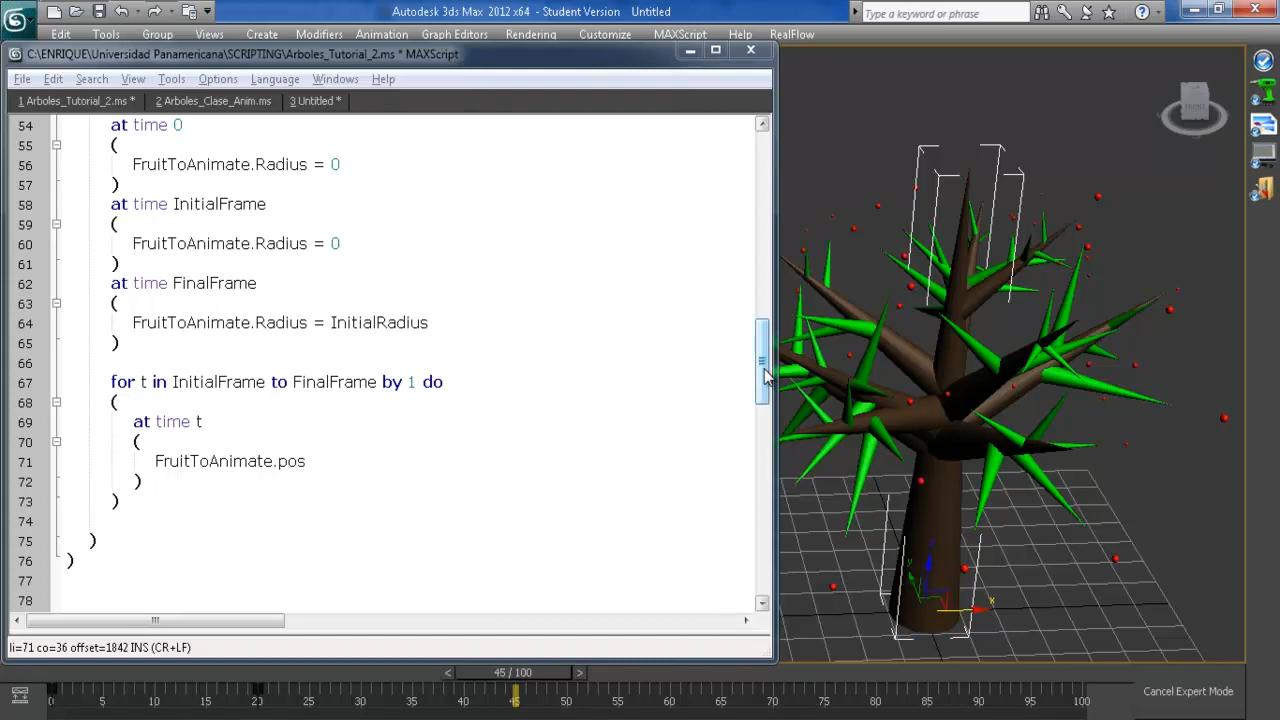 Autodesk 3ds Max 2012 x64 - Student Version Untitled
Type a keyword or phrase
Edit Tools Group Views Create Modifiers Animation Graph Editors Rendering Customize MAXScript Help RealFlow
C:\ENRIQUE\Universidad Panamericana\SCRIPTING\Arboles_Tutorial_2.ms * MAXScript
File Edit Search View Tools Options Language Windows Help
1 Arboles_Tutorial_2.ms * 2 Arboles_Clase_Anim.ms 3 Untitled *
54 at time 0
55 (
56 FruitToAnimate.Radius = 0
57 )
58 at time InitialFrame
59 (
60 FruitToAnimate.Radius = 0
61 )
62 at time FinalFrame
63 (
64 FruitToAnimate.Radius = InitialRadius
65 )
66
67 for t in InitialFrame to FinalFrame by 1 do
68 (
69 at time t
70 (
71 FruitToAnimate.pos
72 )
73 )
74
75 )
76 )
77
78
FRONT
z
y
x
li=71 co=36 offset=1842 INS (CR+LF)
< 45 / 100 >
0 5 10 15 20 25 30 35 40 45 50 55 60 65 70 75 80 85 90 95 100
Cancel Expert Mode